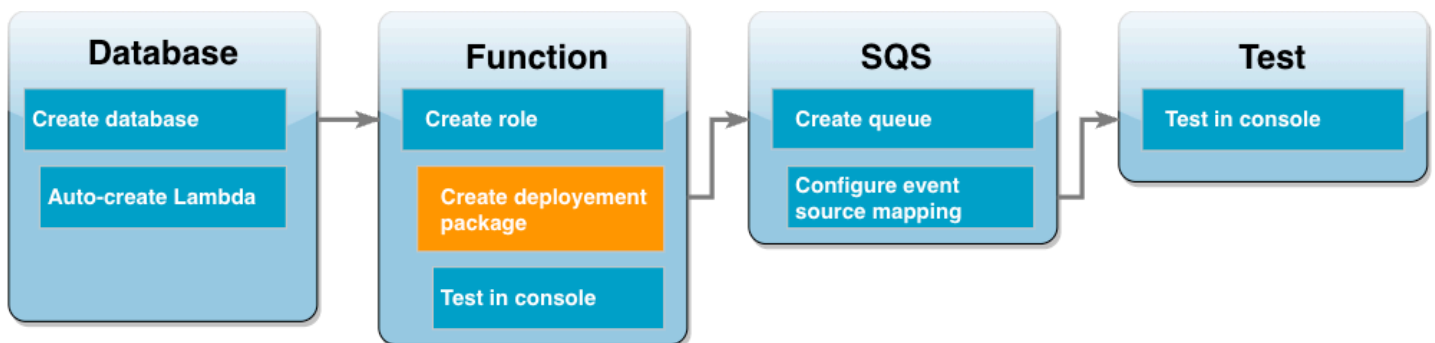 Database
Create database
Auto-create Lambda
Function
Create role
Create deployement
package
Test in console
SQS
Create queue
Configure event
source mapping
Test
Test in console